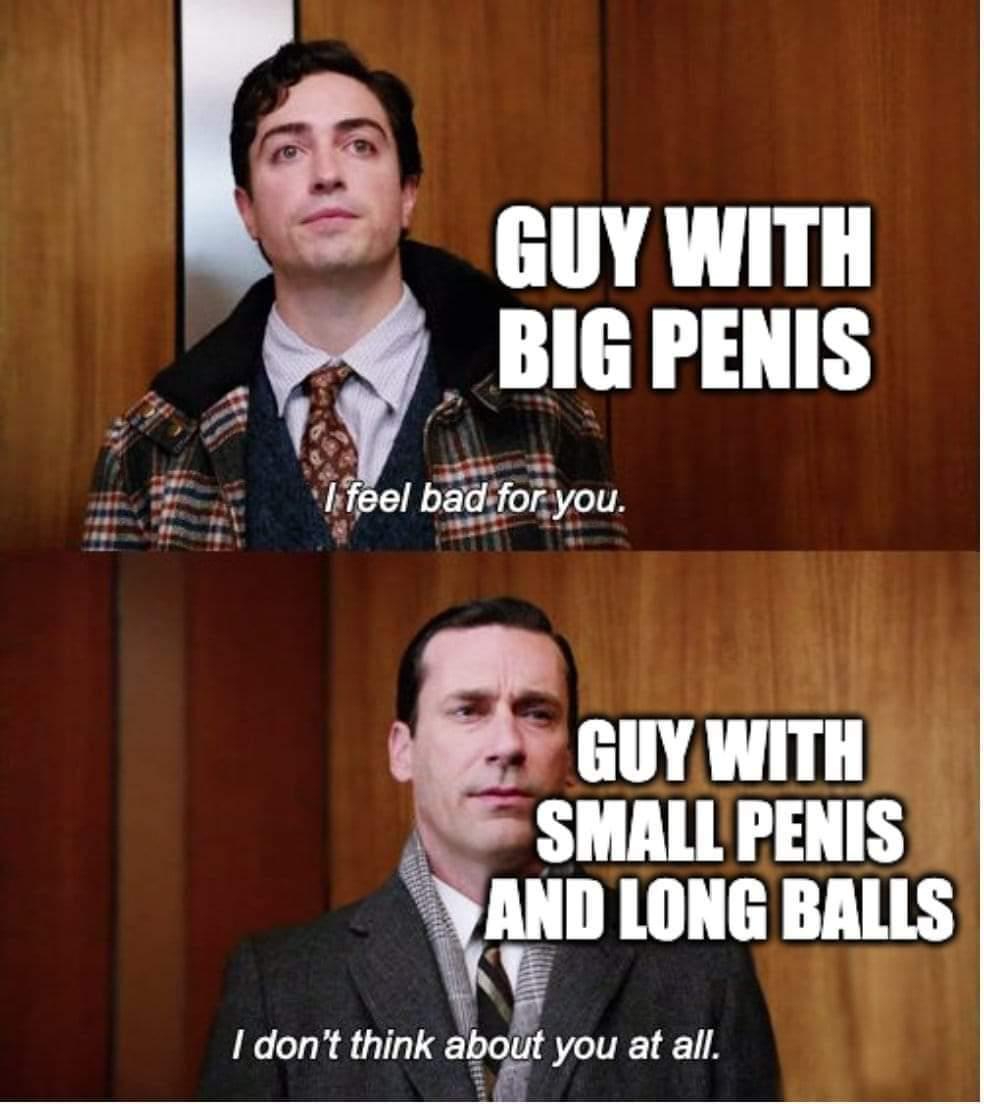 GUY WITH
BIG PENIS
I feel bad for you.
GUY WITH
SMALL PENIS
AND LONG BALLS
I don't think about you at all.